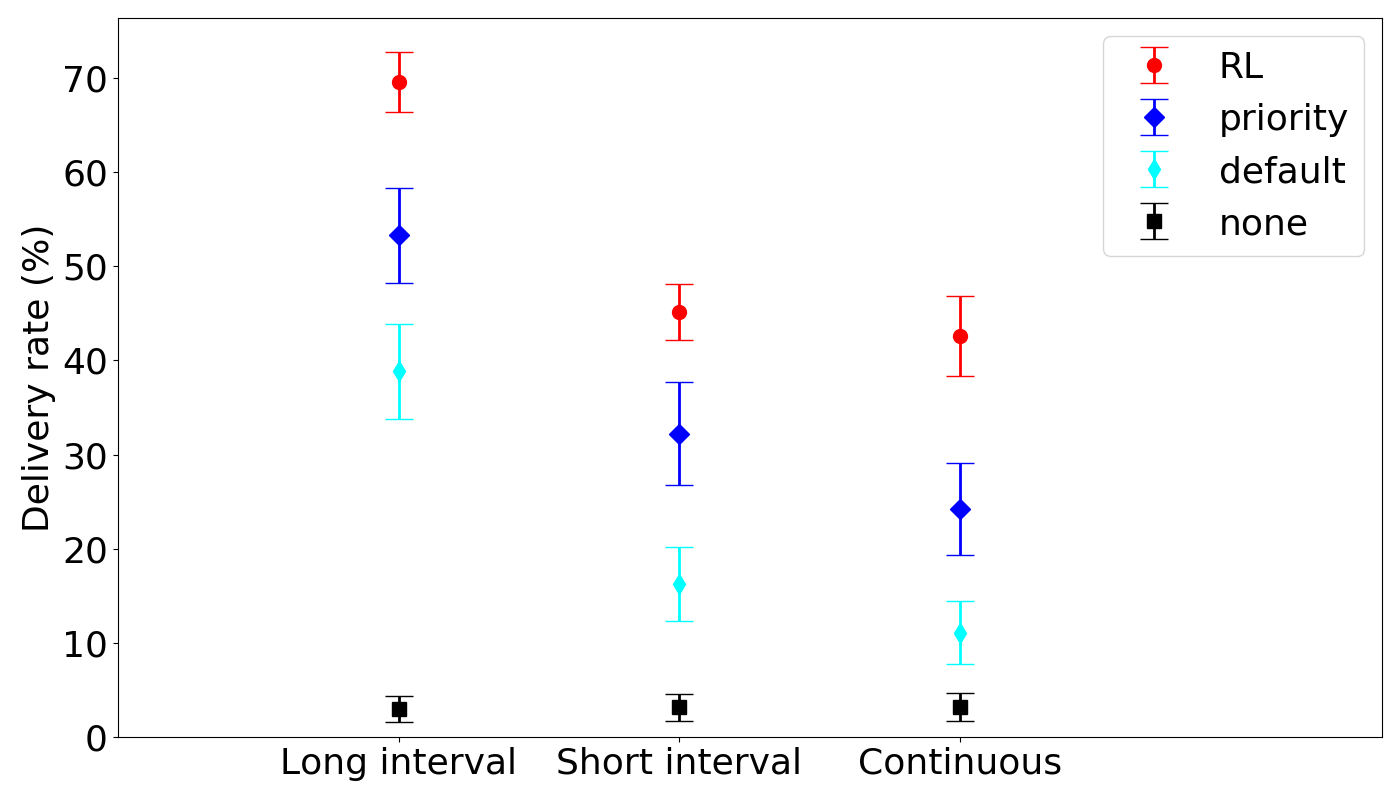 Delivery rate (%)
70
60
50
40
30
20
10
0
Long interval
Short interval
Continuous
RL
priority
default
none